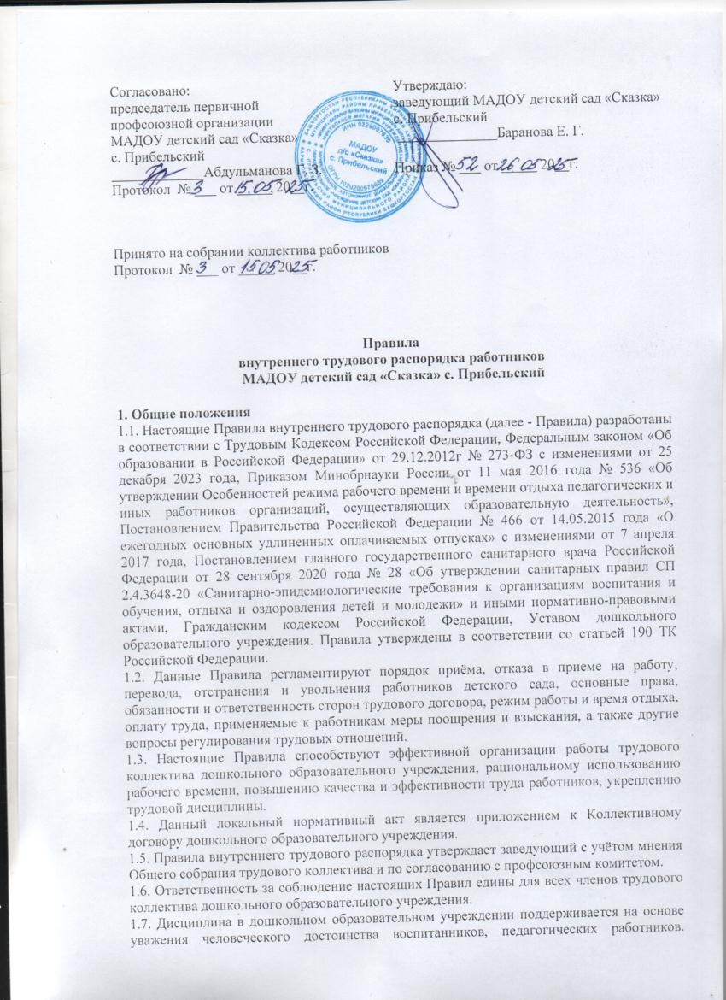 Согласовано:
председатель первичной
профсоюзной организации
МАДОУ детский сад «Сказка»
с. Прибельский
____________Абдульманова Г. З.
Протокол №3 от 15.05.2025г.
Утверждаю:
заведующий МАДОУ детский сад «Сказка»
с. Прибельский
_____________Баранова Е. Г.
Приказ №52 от 26 05 2025г.
ИНН 0229007630
МАДОУ
д/с «Сказка»
с. Прибельский
ОГРН 1020200976839
Принято на собрании коллектива работников
Протокол № 3 от 15.05 2025г.
Правила
внутреннего трудового распорядка работников
МАДОУ детский сад «Сказка» с. Прибельский
1. Общие положения
1.1. Настоящие Правила внутреннего трудового распорядка (далее - Правила) разработаны
в соответствии с Трудовым Кодексом Российской Федерации, Федеральным законом «Об
образовании в Российской Федерации» от 29.12.2012г № 273-ФЗ с изменениями от 25
декабря 2023 года, Приказом Минобрнауки России от 11 мая 2016 года № 536 «Об
утверждении Особенностей режима рабочего времени и времени отдыха педагогических и
иных работников организаций, осуществляющих образовательную деятельность»,
Постановлением Правительства Российской Федерации № 466 от 14.05.2015 года «О
ежегодных основных удлиненных оплачиваемых отпусках» с изменениями от 7 апреля
2017 года, Постановлением главного государственного санитарного врача Российской
Федерации от 28 сентября 2020 года № 28 «Об утверждении санитарных правил СП
2.4.3648-20 «Санитарно-эпидемиологические требования к организациям воспитания и
обучения, отдыха и оздоровления детей и молодежи» и иными нормативно-правовыми
актами, Гражданским кодексом Российской Федерации, Уставом дошкольного
образовательного учреждения. Правила утверждены в соответствии со статьей 190 ТК
Российской Федерации.
1.2. Данные Правила регламентируют порядок приёма, отказа в приеме на работу,
перевода, отстранения и увольнения работников детского сада, основные права,
обязанности и ответственность сторон трудового договора, режим работы и время отдыха,
оплату труда, применяемые к работникам меры поощрения и взыскания, а также другие
вопросы регулирования трудовых отношений.
1.3. Настоящие Правила способствуют эффективной организации работы трудового
коллектива дошкольного образовательного учреждения, рациональному использованию
рабочего времени, повышению качества и эффективности труда работников, укреплению
трудовой дисциплины.
1.4. Данный локальный нормативный акт является приложением к Коллективному
договору дошкольного образовательного учреждения.
1.5. Правила внутреннего трудового распорядка утверждает заведующий с учётом мнения
Общего собрания трудового коллектива и по согласованию с профсоюзным комитетом.
1.6. Ответственность за соблюдение настоящих Правил едины для всех членов трудового
коллектива дошкольного образовательного учреждения.
1.7. Дисциплина в дошкольном образовательном учреждении поддерживается на основе
уважения человеческого достоинства воспитанников, педагогических работников.